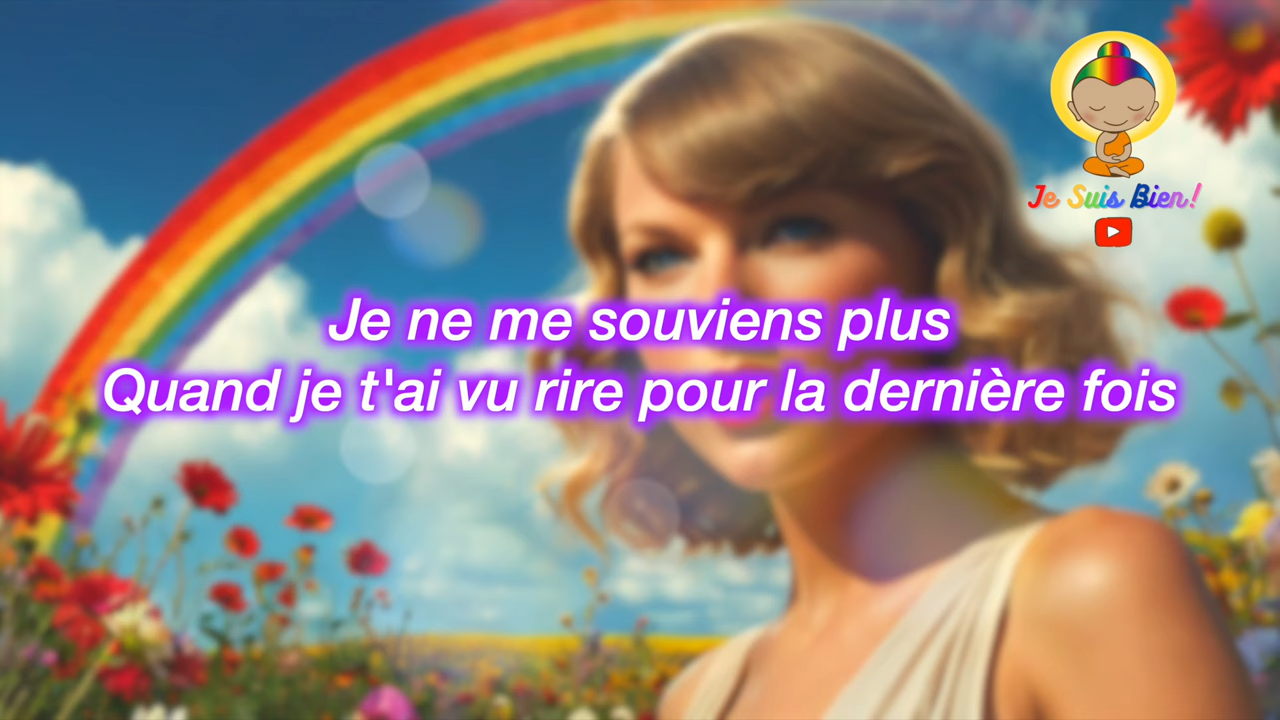 Je Suis Bien!
Je ne me souviens plus
Quand je t'ai vu rire pour la dernière fois